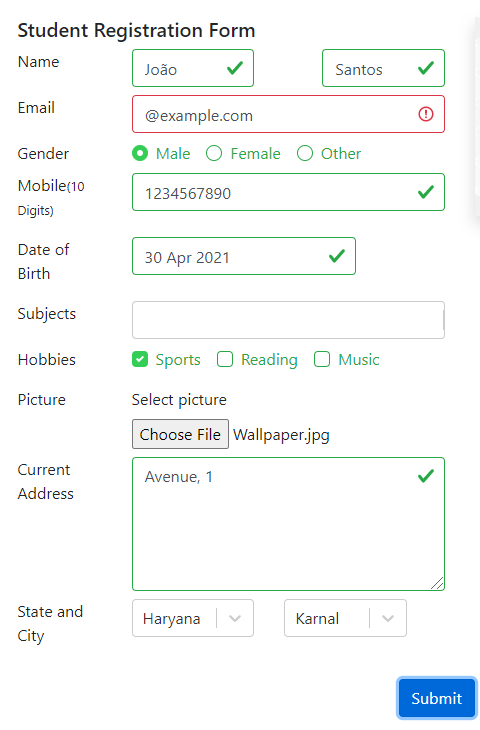 Student Registration Form
Name João Santos
Email @example.com
Gender Male Female Other
Mobile(10 Digits) 1234567890
Date of Birth 30 Apr 2021
Subjects
Hobbies Sports Reading Music
Picture Select picture
Choose File Wallpaper.jpg
Current Address Avenue, 1
State and City Haryana Karnal
Submit